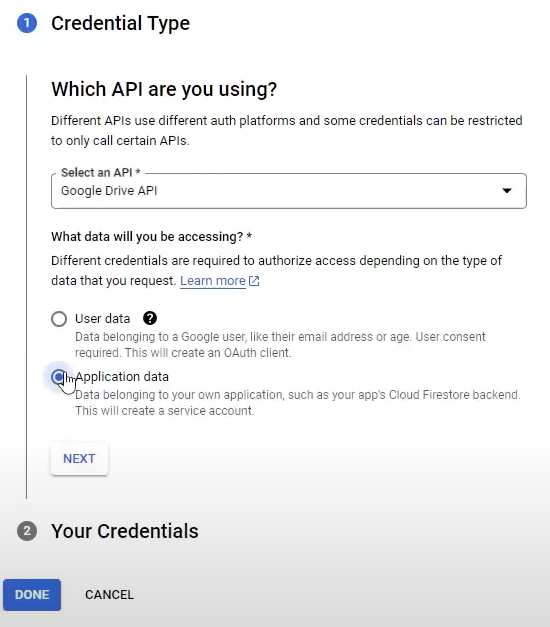 1 Credential Type
Which API are you using?
Different APIs use different auth platforms and some credentials can be restricted
to only call certain APIs.
Select an API *
Google Drive API
What data will you be accessing? *
Different credentials are required to authorize access depending on the type of
data that you request. Learn more
User data ?
Data belonging to a Google user, like their email address or age. User consent
required. This will create an OAuth client.
Application data
Data belonging to your own application, such as your app's Cloud Firestore backend.
This will create a service account.
NEXT
2 Your Credentials
DONE CANCEL